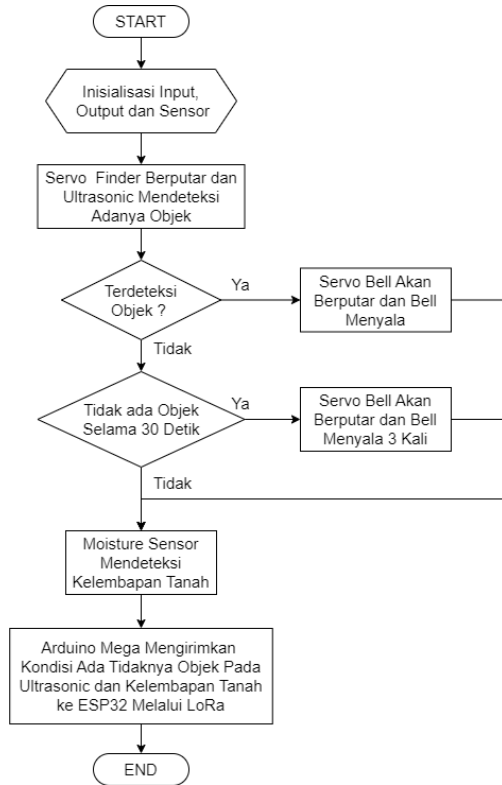 START
Inisialisasi Input,
Output dan Sensor
Servo Finder Berputar dan
Ultrasonic Mendeteksi
Adanya Objek
Terdeteksi
Objek ?
Ya
Servo Bell Akan
Berputar dan Bell
Menyala
Tidak
Tidak ada Objek
Selama 30 Detik
Ya
Servo Bell Akan
Berputar dan Bell
Menyala 3 Kali
Tidak
Moisture Sensor
Mendeteksi
Kelembapan Tanah
Arduino Mega Mengirimkan
Kondisi Ada Tidaknya Objek Pada
Ultrasonic dan Kelembapan Tanah
ke ESP32 Melalui LoRa
END